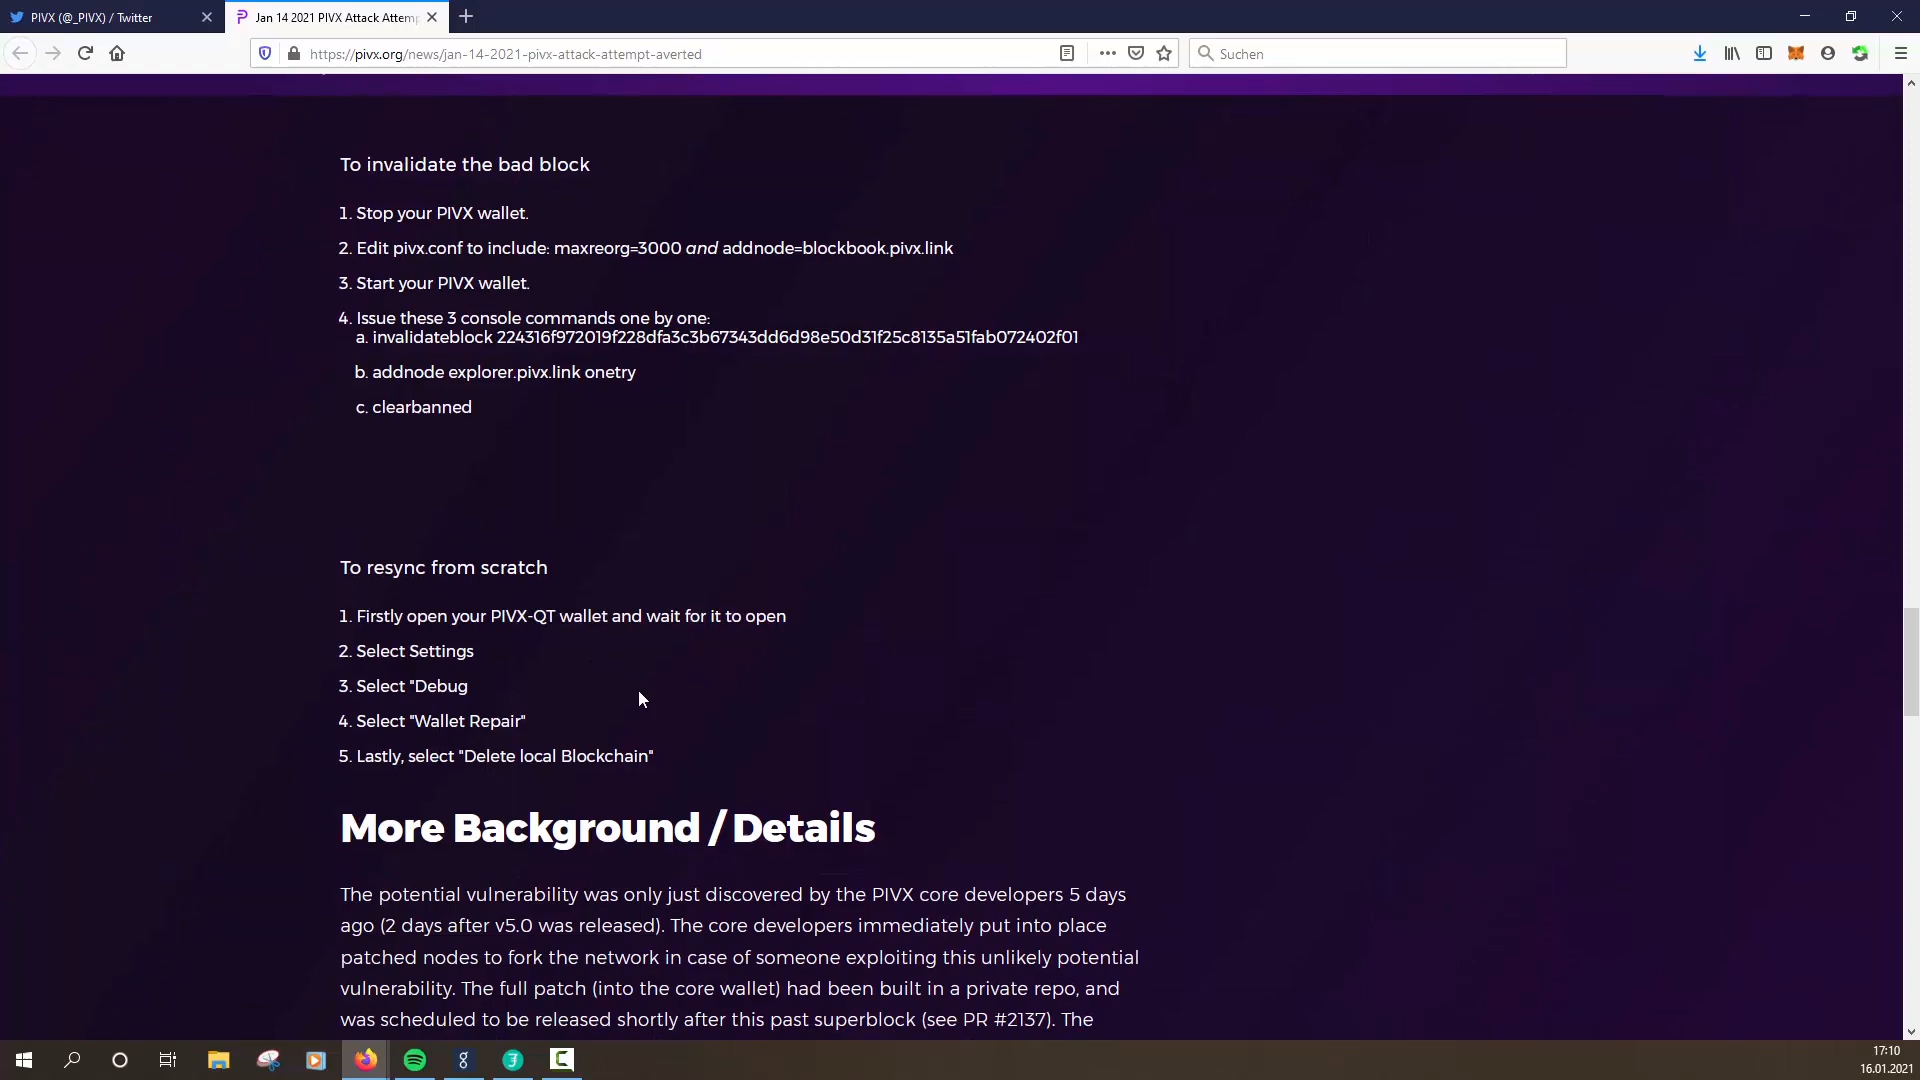 PIVX (@_PIVX) / Twitter
Jan 14 2021 PIVX Attack Attemp
https://pivx.org/news/jan-14-2021-pivx-attack-attempt-averted
Suchen
To invalidate the bad block
1. Stop your PIVX wallet.
2. Edit pivx.conf to include: maxreorg=3000 and addnode=blockbook.pivx.link
3. Start your PIVX wallet.
4. Issue these 3 console commands one by one:
a. invalidateblock 224316f972019f228dfa3c3b67343dd6d98e50d31f25c8135a51fab072402f01
b. addnode explorer.pivx.link onetry
c. clearbanned
To resync from scratch
1. Firstly open your PIVX-QT wallet and wait for it to open
2. Select Settings
3. Select "Debug
4. Select "Wallet Repair"
5. Lastly, select "Delete local Blockchain"
More Background / Details
The potential vulnerability was only just discovered by the PIVX core developers 5 days
ago (2 days after v5.0 was released). The core developers immediately put into place
patched nodes to fork the network in case of someone exploiting this unlikely potential
vulnerability. The full patch (into the core wallet) had been built in a private repo, and
was scheduled to be released shortly after this past superblock (see PR #2137). The
17:10
16.01.2021